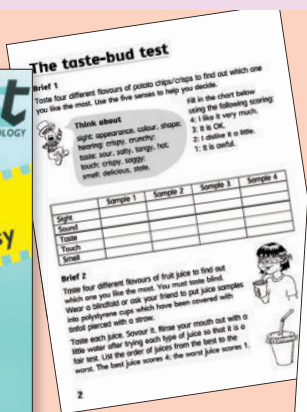 The taste-bud test
Brief 1
Taste four different flavours of potato chips/crisps to find out which one
you like the most. Use the five senses to help you decide.
Think about
sight: appearance, colour, shape;
hearing: crispy, crunchy;
taste: sour, salty, tangy, hot;
touch: crispy, soggy;
smell: delicious, stale.
Fill in the chart below
using the following scoring:
4: I like it very much.
3: It is OK.
2: I dislike it a little.
1: It is awful.
Sample 1 Sample 2 Sample 3 Sample 4
Sight
Sound
Taste
Touch
Smell
Brief 2
Taste four different flavours of fruit juice to find out
which one you like the most. You must taste blind.
Wear a blindfold or ask your friend to put juice samples
into polystyrene cups which have been covered with
tinfoil pierced with a straw.
Taste each juice. Savour it. Rinse your mouth out with a
little water after trying each type of juice so that it is a
fair test. List the order of juices from the best to the
worst. The best juice scores 4; the worst juice scores 1.
2
t
OLOGY
sy